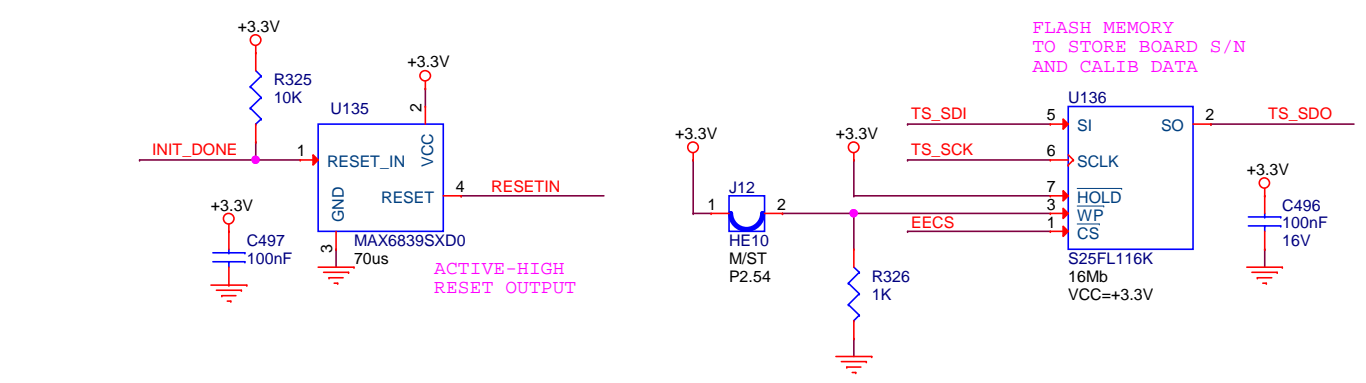 +3.3V
R325
10K
INIT_DONE
+3.3V
C497
100nF
U135
+3.3V
2
1
RESET_IN
VCC
GND
RESET
4
RESETIN
3
MAX6839SXD0
70us
ACTIVE-HIGH
RESET OUTPUT
FLASH MEMORY
TO STORE BOARD S/N
AND CALIB DATA
+3.3V
J12
1
2
HE10
M/ST
P2.54
+3.3V
R326
1K
U136
TS_SDI
5
SI
SO
2
TS_SDO
TS_SCK
6
SCLK
7
HOLD
3
WP
EECS
1
CS
S25FL116K
16Mb
VCC=+3.3V
+3.3V
C496
100nF
16V